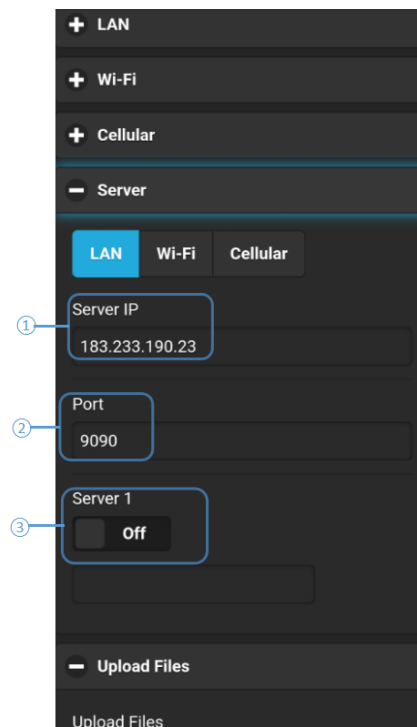 LAN
Wi-Fi
Cellular
Server
LAN Wi-Fi Cellular
① Server IP
183.233.190.23
② Port
9090
Server 1
③ Off
Upload Files
Upload Files